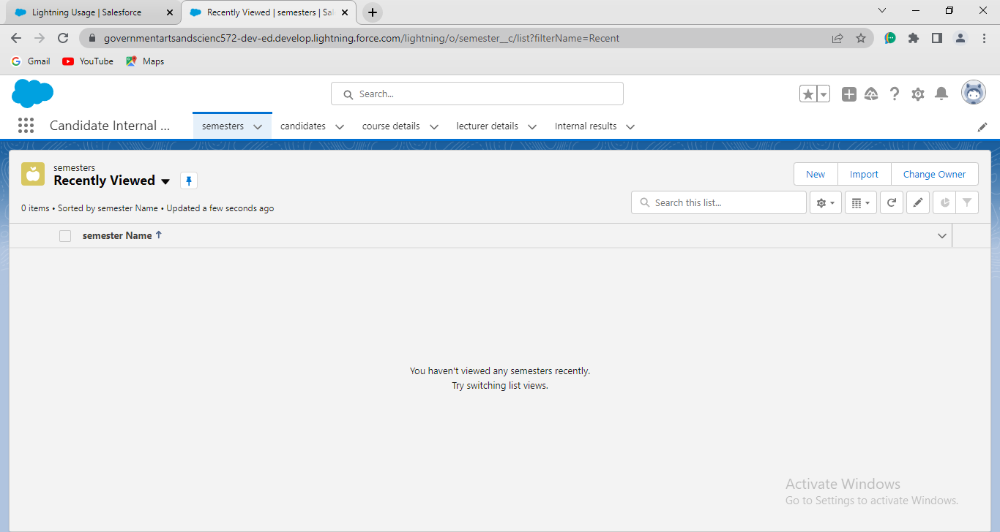 Lightning Usage | Salesforce
Recently Viewed | semesters | Sal
governmentartsandscienc572-dev-ed.develop.lightning.force.com/lightning/o/semester__c/list?filterName=Recent
Gmail
YouTube
Maps
Search...
Candidate Internal ...
semesters
candidates
course details
lecturer details
Internal results
semesters
Recently Viewed
New
Import
Change Owner
0 items • Sorted by semester Name • Updated a few seconds ago
Search this list...
semester Name
You haven't viewed any semesters recently.
Try switching list views.
Activate Windows
Go to Settings to activate Windows.